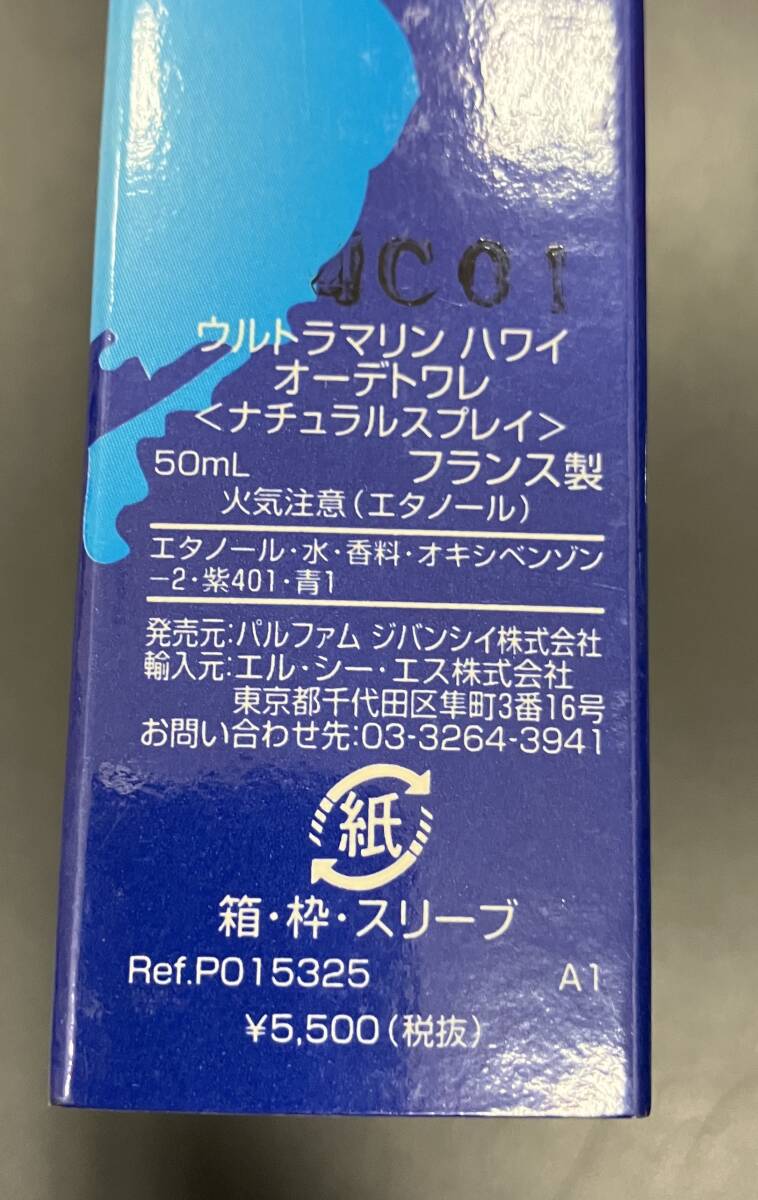 4C01
ウルトラマリン ハワイ
オーデトワレ
<ナチュラルスプレイ>
50mL フランス製
火気注意(エタノール)
エタノール・水・香料・オキシベンゾン
-2・紫401・青1
発売元:パルファム ジバンシイ株式会社
輸入元:エル・シー・エス株式会社
東京都千代田区隼町3番16号
お問い合わせ先:03-3264-3941
紙
箱・枠・スリーブ
Ref.P015325 A1
¥5,500(税抜)